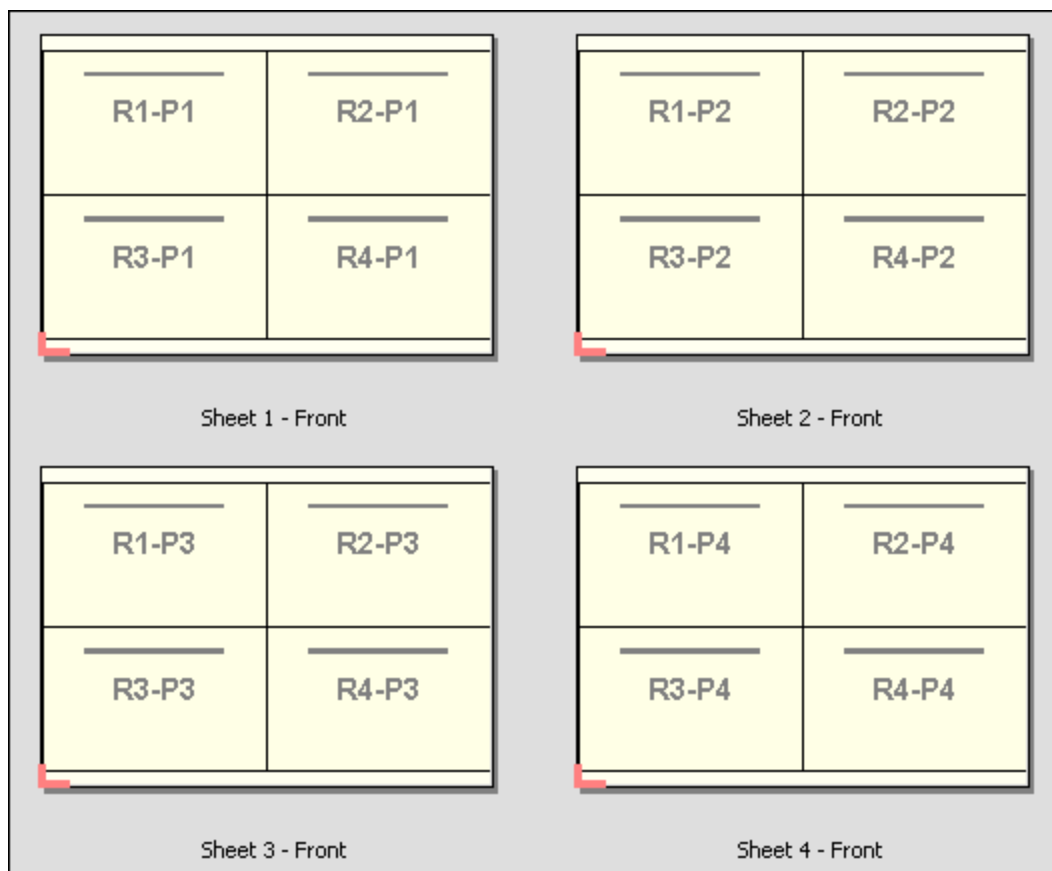 R1-P1 R2-P1
R3-P1 R4-P1
Sheet 1 - Front
R1-P2 R2-P2
R3-P2 R4-P2
Sheet 2 - Front
R1-P3 R2-P3
R3-P3 R4-P3
Sheet 3 - Front
R1-P4 R2-P4
R3-P4 R4-P4
Sheet 4 - Front